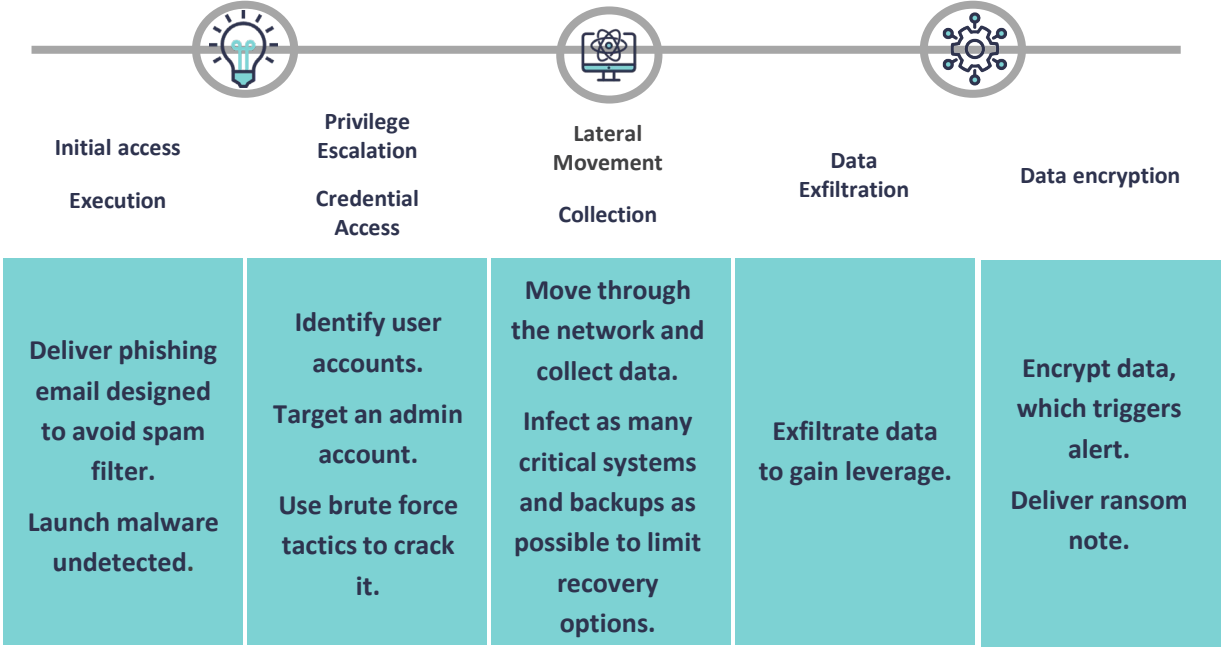 Initial access
Execution
Privilege
Escalation
Credential
Access
Lateral
Movement
Collection
Data
Exfiltration
Data encryption
Deliver phishing
email designed
to avoid spam
filter.
Launch malware
undetected.
Identify user
accounts.
Target an admin
account.
Use brute force
tactics to crack
it.
Move through
the network and
collect data.
Infect as many
critical systems
and backups as
possible to limit
recovery
options.
Exfiltrate data
to gain leverage.
Encrypt data,
which triggers
alert.
Deliver ransom
note.